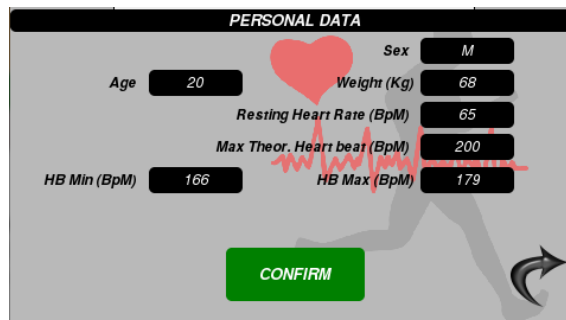 PERSONAL DATA
Sex M
Age 20 Weight (Kg) 68
Resting Heart Rate (BpM) 65
Max Theor. Heart beat (BpM) 200
HB Min (BpM) 166 HB Max (BpM) 179
CONFIRM